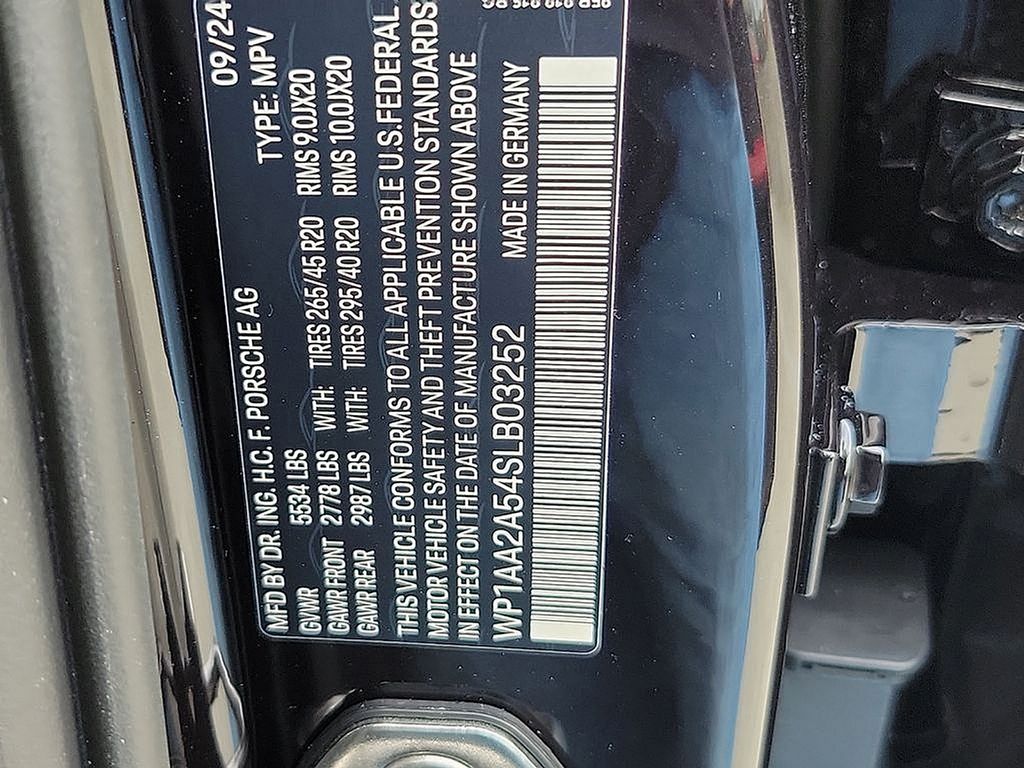 MFD BY DR. ING. H.C. F. PORSCHE AG 09/24
TYPE: MPV
GVWR 5534 LBS
GAWR FRONT 2778 LBS WITH: TIRES 265/45 R20 RIMS 9.0JX20
GAWR REAR 2987 LBS WITH: TIRES 295/40 R20 RIMS 10.0JX20
THIS VEHICLE CONFORMS TO ALL APPLICABLE U.S. FEDERAL
MOTOR VEHICLE SAFETY AND THEFT PREVENTION STANDARDS
IN EFFECT ON THE DATE OF MANUFACTURE SHOWN ABOVE
WP1AA2A54SLB03252 MADE IN GERMANY